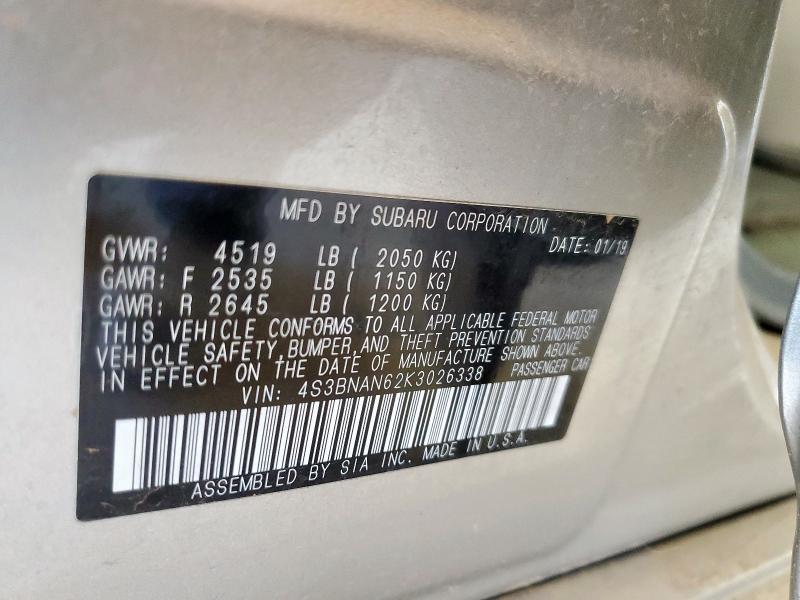 MFD BY SUBARU CORPORATION
DATE: 01/19
GVWR: 4519 LB ( 2050 KG)
GAWR: F 2535 LB ( 1150 KG)
GAWR: R 2645 LB ( 1200 KG)
THIS VEHICLE CONFORMS TO ALL APPLICABLE FEDERAL MOTOR
VEHICLE SAFETY, BUMPER, AND THEFT PREVENTION STANDARDS
IN EFFECT ON THE DATE OF MANUFACTURE SHOWN ABOVE.
VIN: 4S3BNAN62K3026338 PASSENGER CAR
ASSEMBLED BY SIA INC. MADE IN U.S.A.